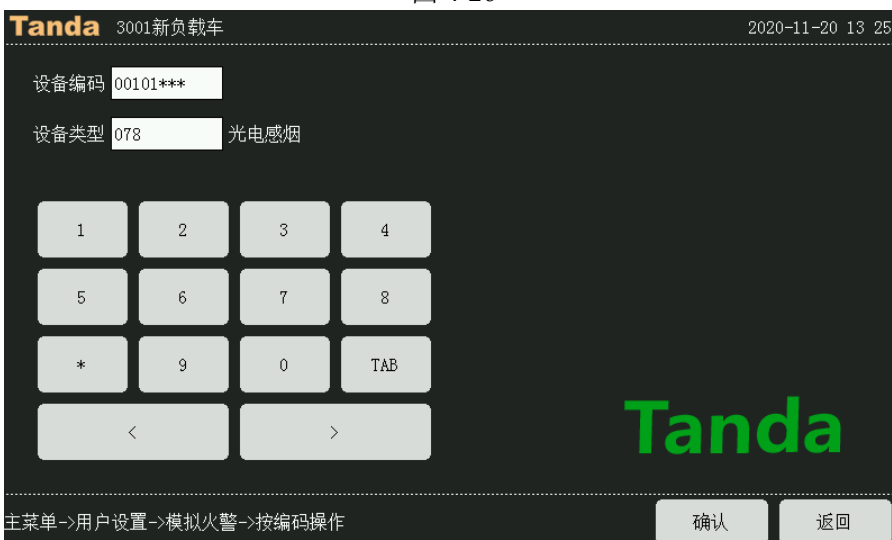 Tanda 3001新负载车 2020-11-20 13 25
设备编码 00101***
设备类型 078 光电感烟
1 2 3 4
5 6 7 8
* 9 0 TAB
< >
Tanda
主菜单->用户设置->模拟火警->按编码操作 确认 返回